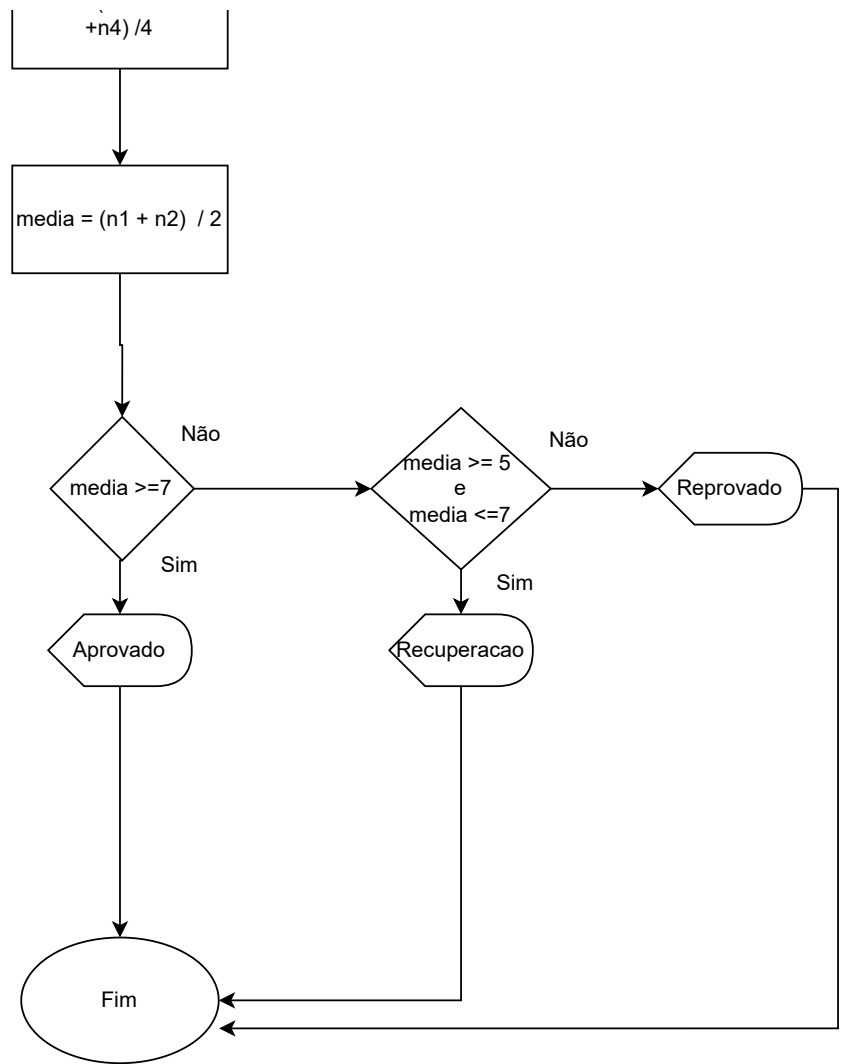 +n4) /4
media = (n1 + n2)  / 2
Não
Não
media >=7
media >= 5
e
media <=7
Reprovado
Sim
Sim
Aprovado
Recuperacao
Fim